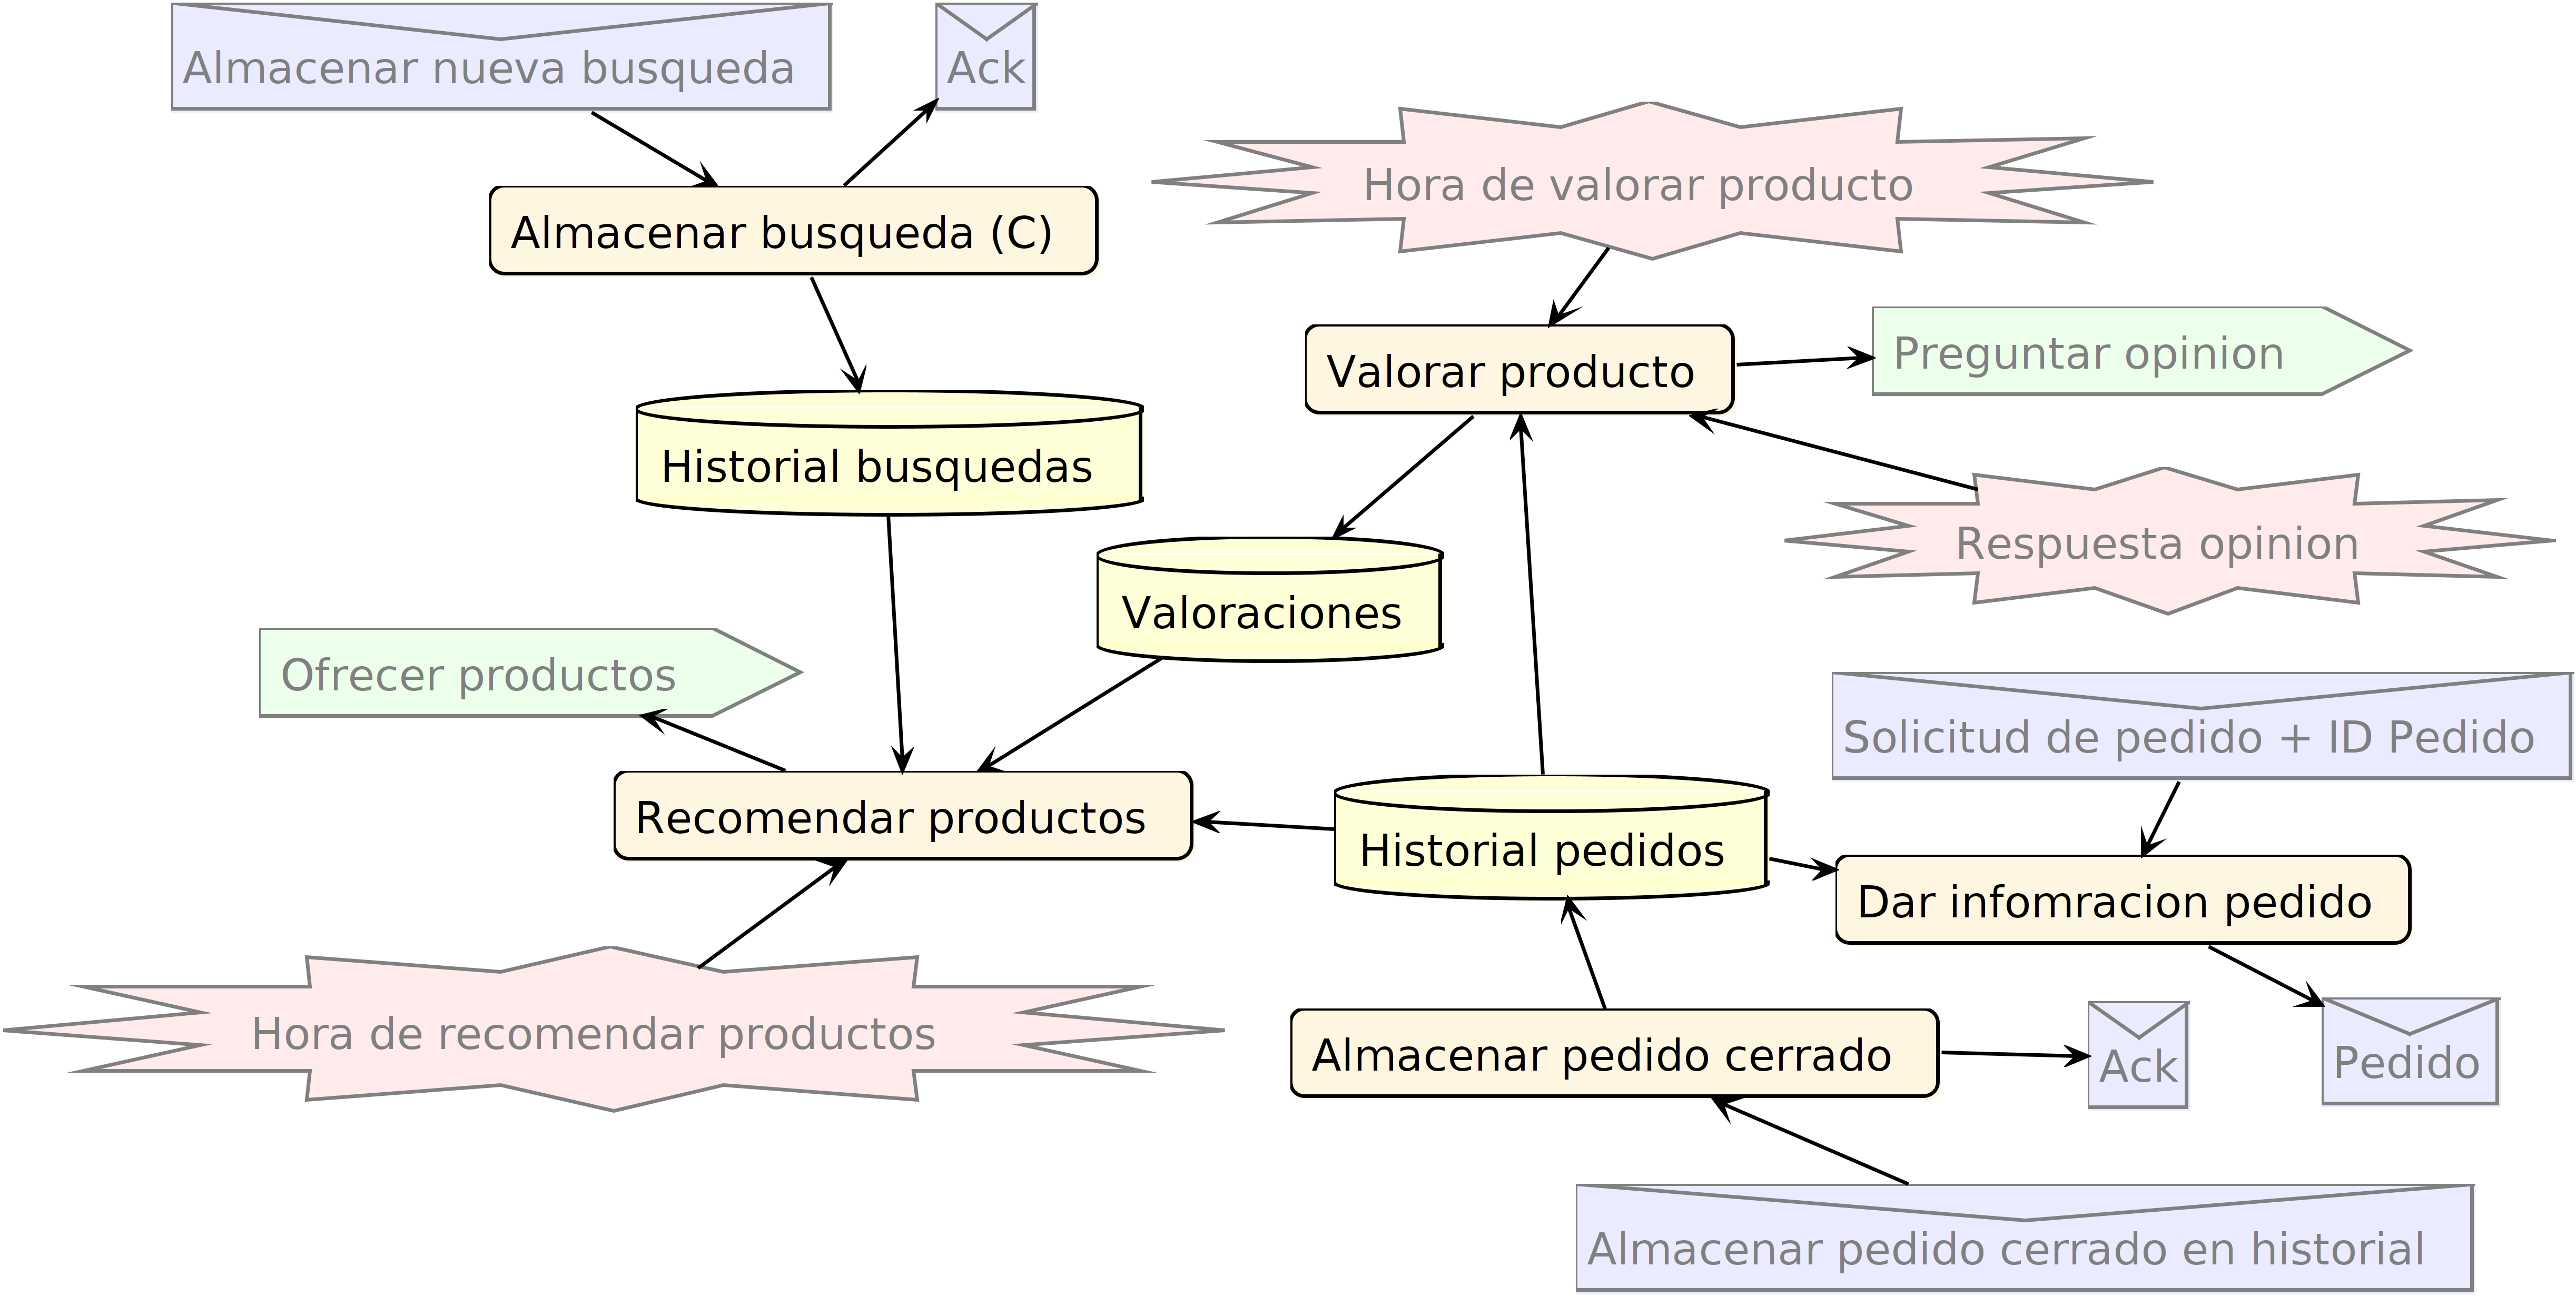 Almacenar nueva busqueda
Ack
Hora de valorar producto
Almacenar busqueda (C)
Valorar producto
Preguntar opinion
Historial busquedas
Respuesta opinion
Valoraciones
Ofrecer productos
Solicitud de pedido + ID Pedido
Recomendar productos
Historial pedidos
Dar infomracion pedido
Hora de recomendar productos
Almacenar pedido cerrado
Ack
Pedido
Almacenar pedido cerrado en historial